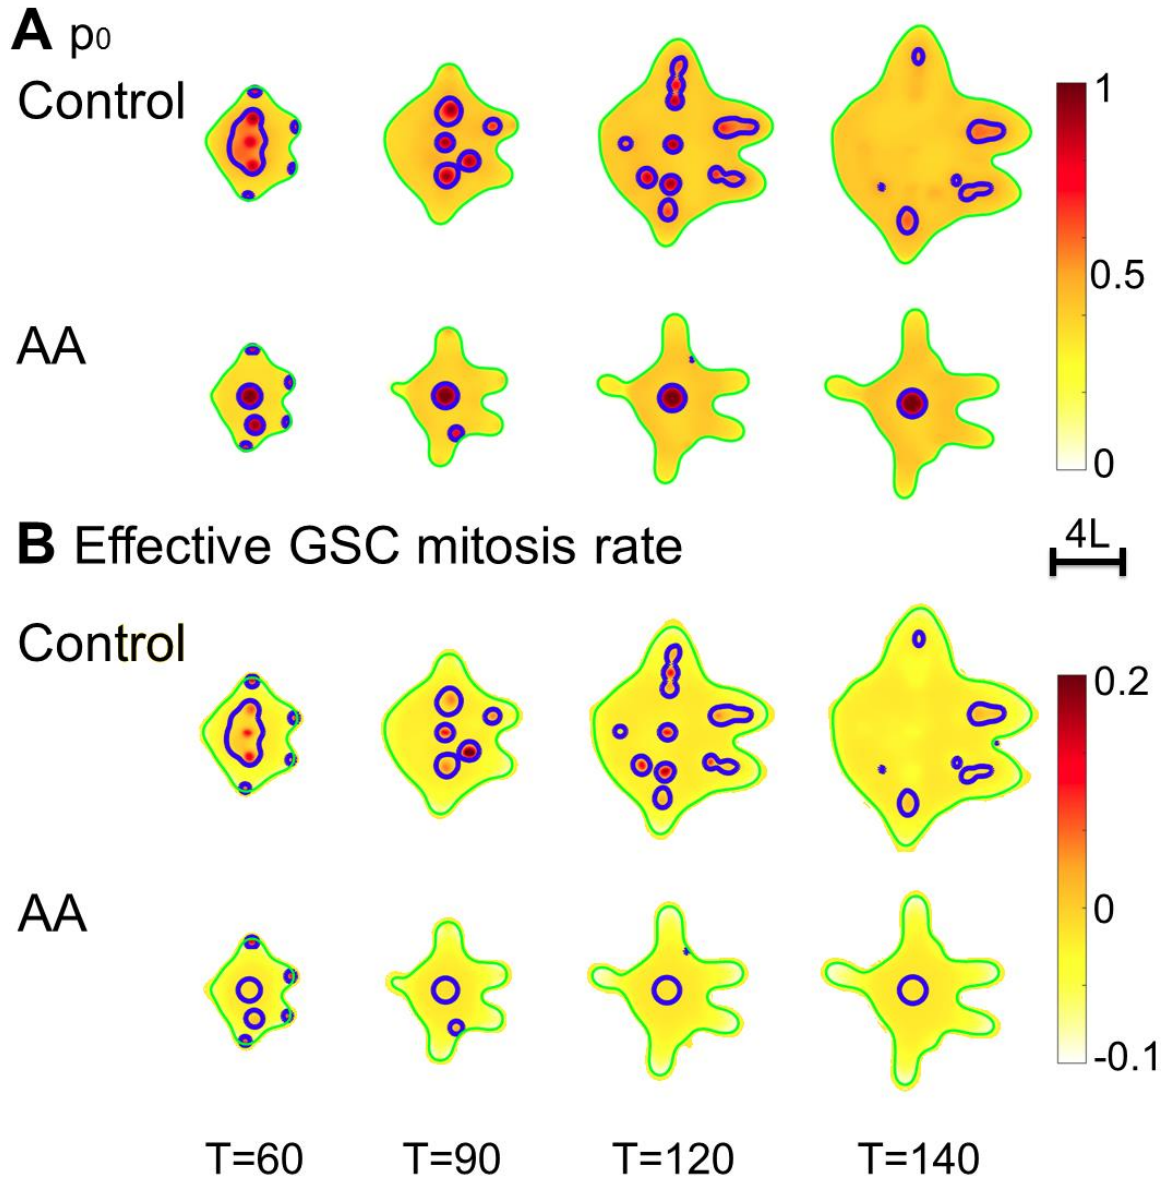 A p0
Control
1
0.5
AA
0
B Effective GSC mitosis rate
4L
Control
0.2
AA
0
-0.1
T=60 T=90 T=120 T=140